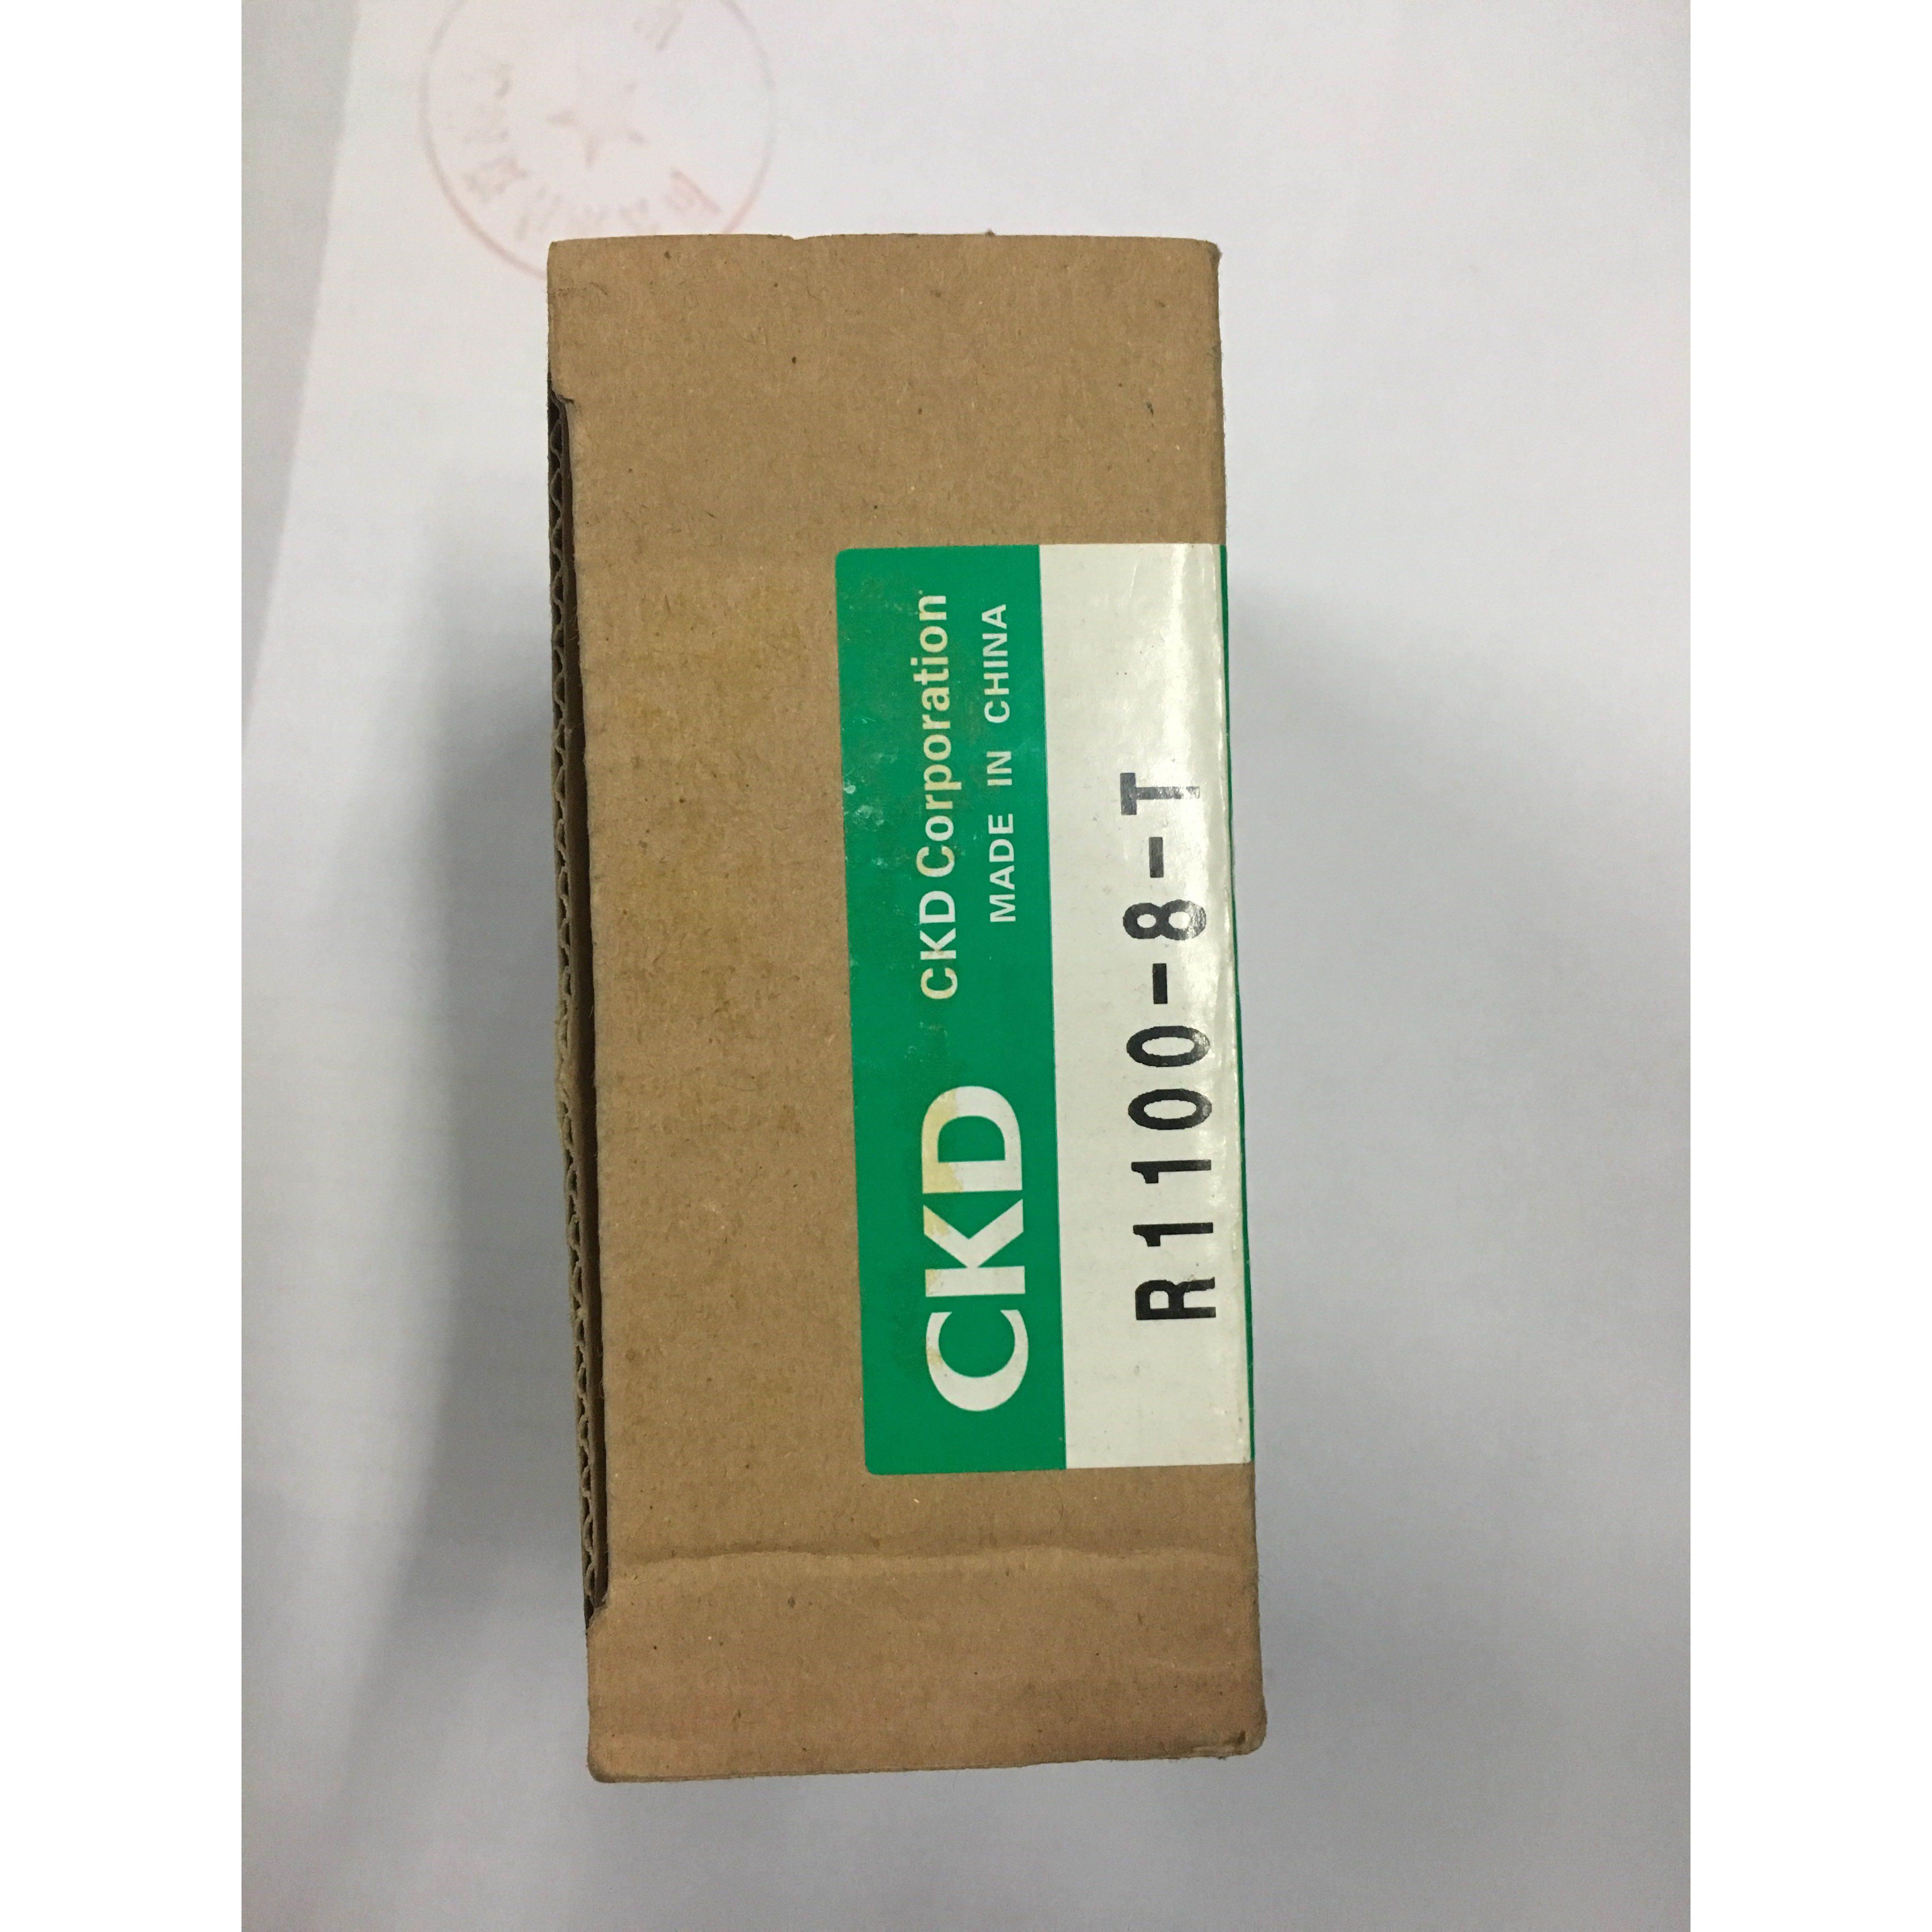 CKD
CKD Corporation
MADE IN CHINA
R1100-8-T